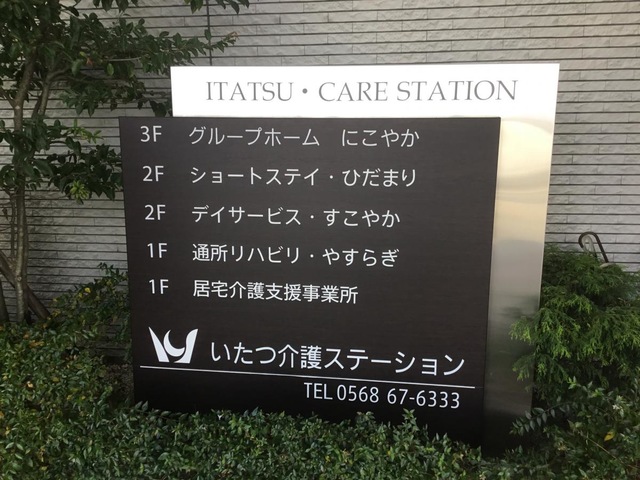 ITATSU・CARE STATION
3F グループホーム にこやか
2F ショートステイ・ひだまり
2F デイサービス・すこやか
1F 通所リハビリ・やすらぎ
1F 居宅介護支援事業所
いたつ介護ステーション
TEL 0568 67-6333